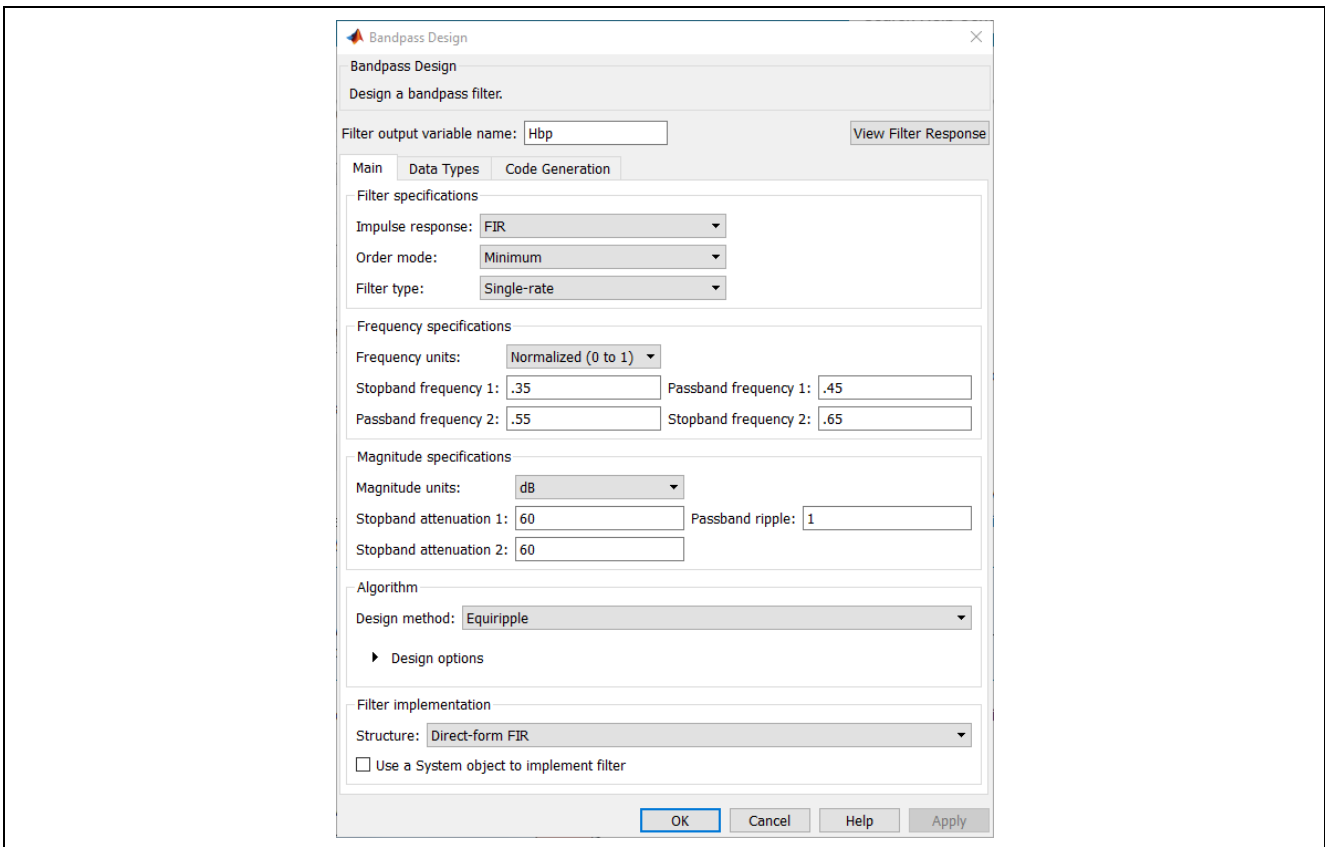 Bandpass Design
Bandpass Design
Design a bandpass filter.
Filter output variable name: Hbp View Filter Response
Main Data Types Code Generation
Filter specifications
Impulse response: FIR
Order mode: Minimum
Filter type: Single-rate
Frequency specifications
Frequency units: Normalized (0 to 1)
Stopband frequency 1: .35 Passband frequency 1: .45
Passband frequency 2: .55 Stopband frequency 2: .65
Magnitude specifications
Magnitude units: dB
Stopband attenuation 1: 60 Passband ripple: 1
Stopband attenuation 2: 60
Algorithm
Design method: Equiripple
Design options
Filter implementation
Structure: Direct-form FIR
Use a System object to implement filter
OK Cancel Help Apply